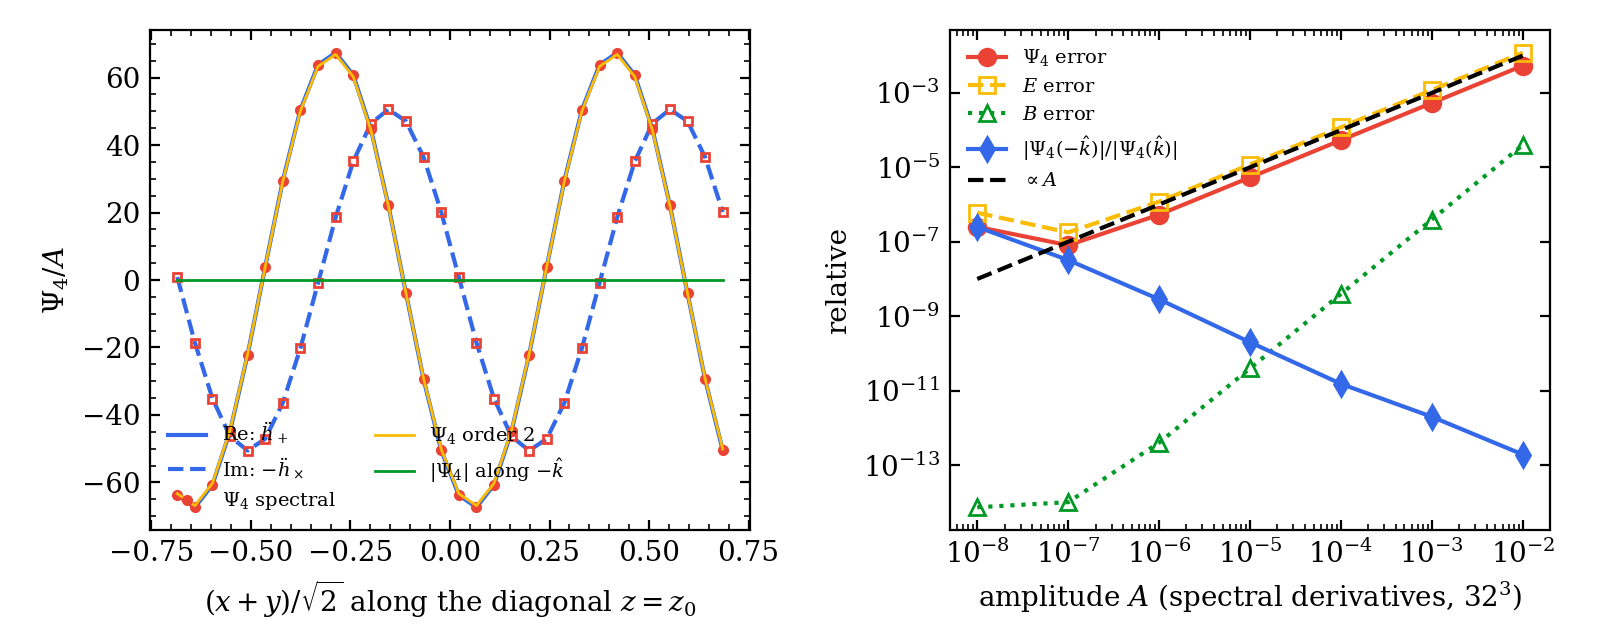 60
40
20
0
−20
−40
−60
Ψ₄/A
Re: ḧ₊
Im: −ḧ×
Ψ₄ spectral
Ψ₄ order 2
|Ψ₄| along −k̂
−0.75 −0.50 −0.25 0.00 0.25 0.50 0.75
(x + y)/√2 along the diagonal z = z₀
10⁻³
10⁻⁵
10⁻⁷
10⁻⁹
10⁻¹¹
10⁻¹³
relative
Ψ₄ error
E error
B error
|Ψ₄(−k̂)|/|Ψ₄(k̂)|
∝ A
10⁻⁸ 10⁻⁷ 10⁻⁶ 10⁻⁵ 10⁻⁴ 10⁻³ 10⁻²
amplitude A (spectral derivatives, 32³)